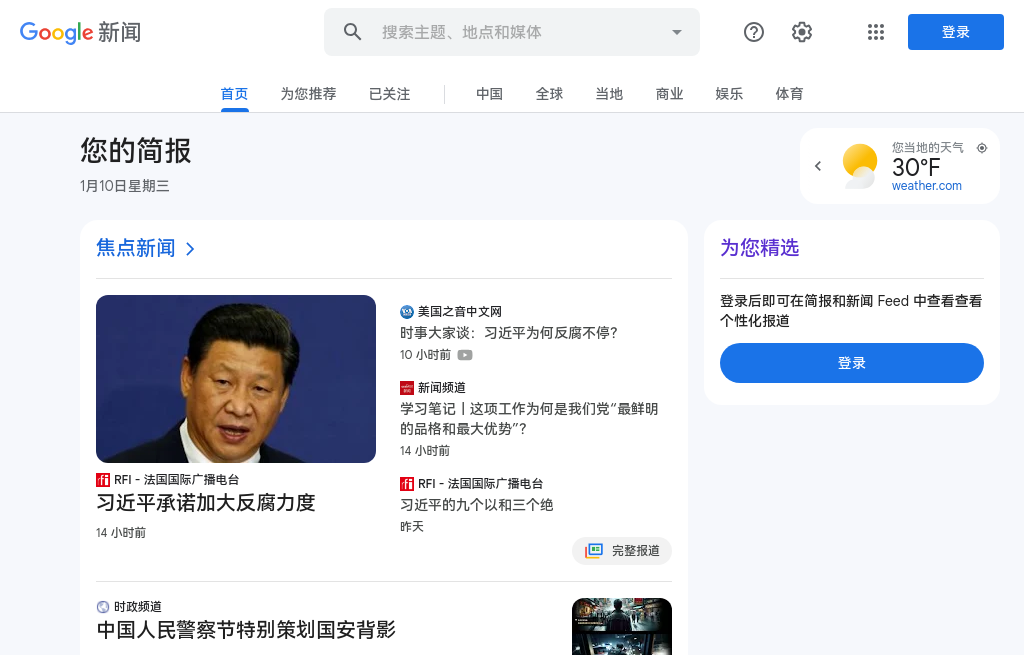 Google 新闻
搜索主题、地点和媒体
登录
首页 为您推荐 已关注 中国 全球 当地 商业 娱乐 体育
您的简报
1月10日星期三
您当地的天气
30°F
weather.com
焦点新闻
RFI - 法国国际广播电台
习近平承诺加大反腐力度
14 小时前
美国之音中文网
时事大家谈：习近平为何反腐不停？
10 小时前
新闻频道
学习笔记丨这项工作为何是我们党“最鲜明
的品格和最大优势”？
14 小时前
RFI - 法国国际广播电台
习近平的九个以和三个绝
昨天
完整报道
时政频道
中国人民警察节特别策划国安背影
为您精选
登录后即可在简报和新闻 Feed 中查看查看
个性化报道
登录